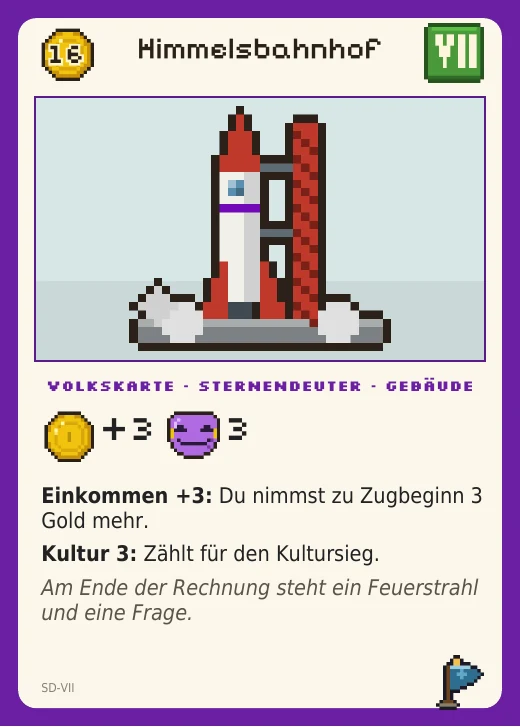 16
Himmelsbahnhof
VII
VOLKSKARTE · STERNENDEUTER · GEBÄUDE
+3 3
Einkommen +3: Du nimmst zu Zugbeginn 3
Gold mehr.
Kultur 3: Zählt für den Kultursieg.
Am Ende der Rechnung steht ein Feuerstrahl
und eine Frage.
SD-VII